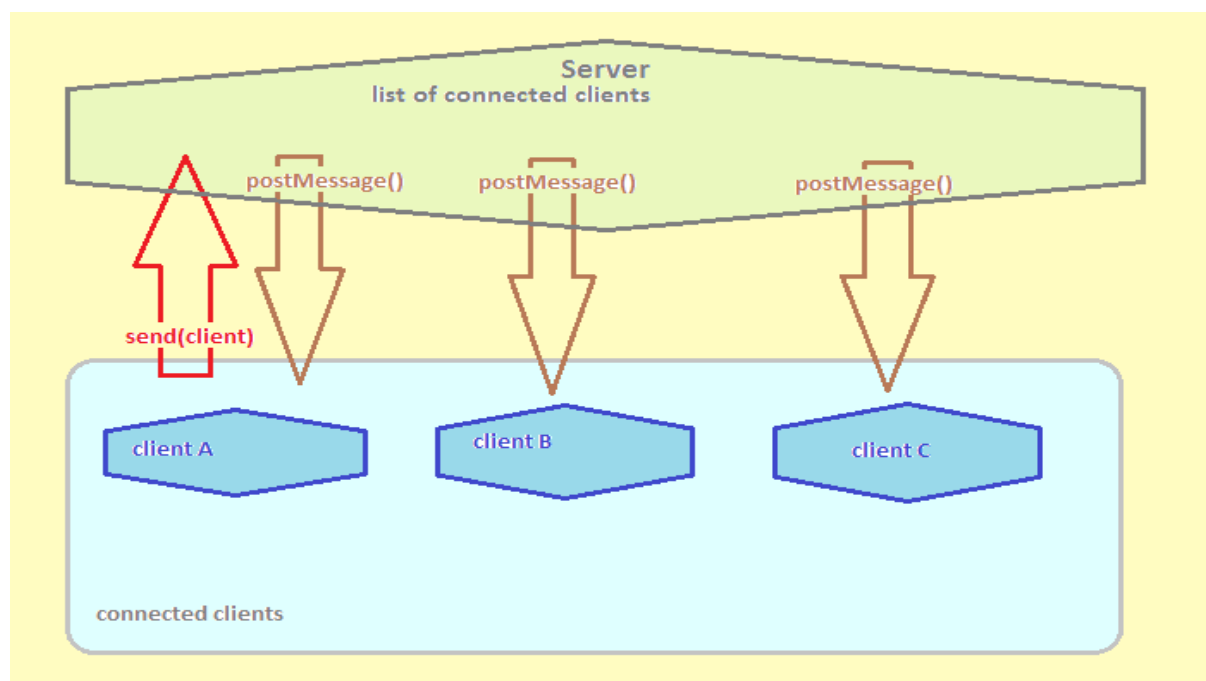 Server
list of connected clients
postMessage()
postMessage()
postMessage()
send(client)
client A
client B
client C
connected clients